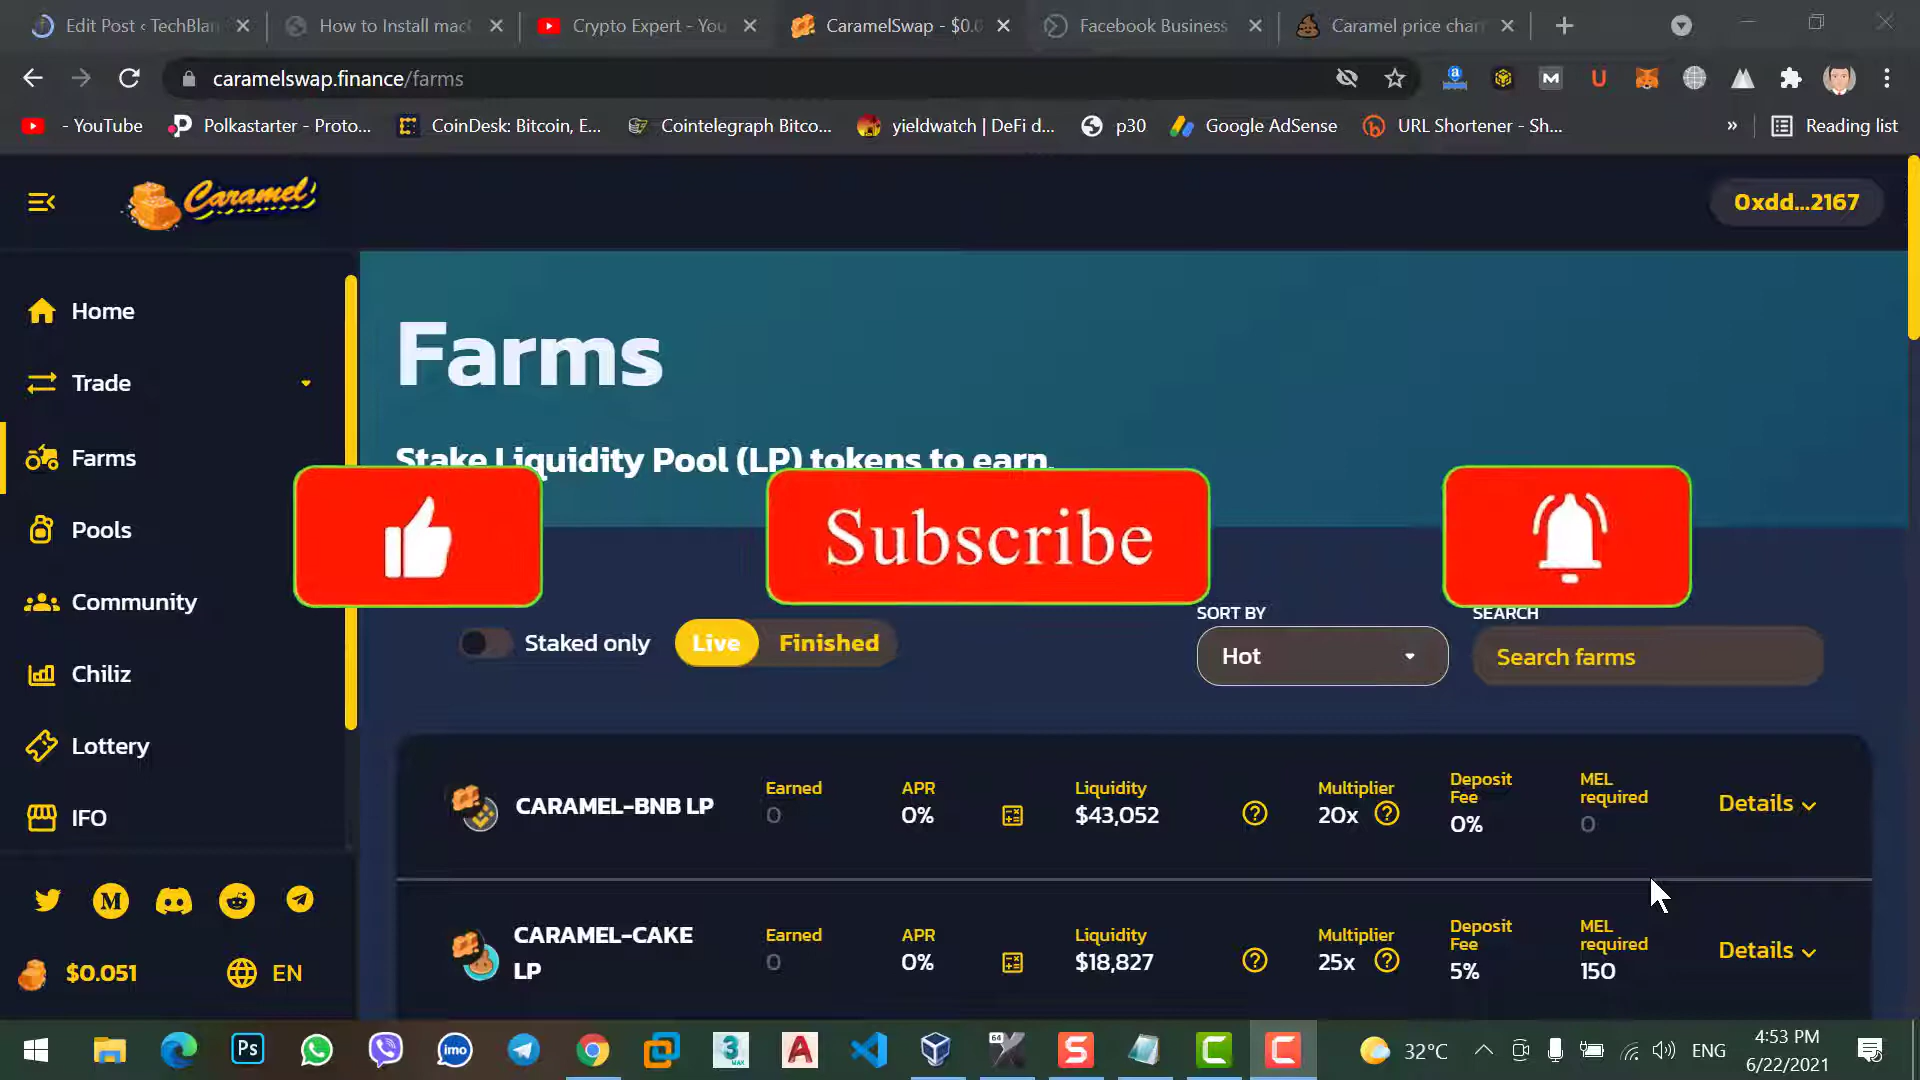 Edit Post ‹ TechBlan
How to Install mac
Crypto Expert - You
CaramelSwap - $0.0
Facebook Business
Caramel price char
caramelswap.finance/farms
- YouTube
Polkastarter - Proto...
CoinDesk: Bitcoin, E...
Cointelegraph Bitco...
yieldwatch | DeFi d...
p30
Google AdSense
URL Shortener - Sh...
»
Reading list
Caramel
0xdd...2167
Home
Trade
Farms
Pools
Community
Chiliz
Lottery
IFO
$0.051
EN
Farms
Stake Liquidity Pool (LP) tokens to earn.
Subscribe
Staked only
Live
Finished
SORT BY
Hot
SEARCH
Search farms
CARAMEL-BNB LP
Earned
0
APR
0%
Liquidity
$43,052
Multiplier
20x
Deposit
Fee
0%
MEL
required
0
Details
CARAMEL-CAKE
LP
Earned
0
APR
0%
Liquidity
$18,827
Multiplier
25x
Deposit
Fee
5%
MEL
required
150
Details
Ps
imo
3
MAX
A
64
S
C
C
32°C
ENG
4:53 PM
6/22/2021